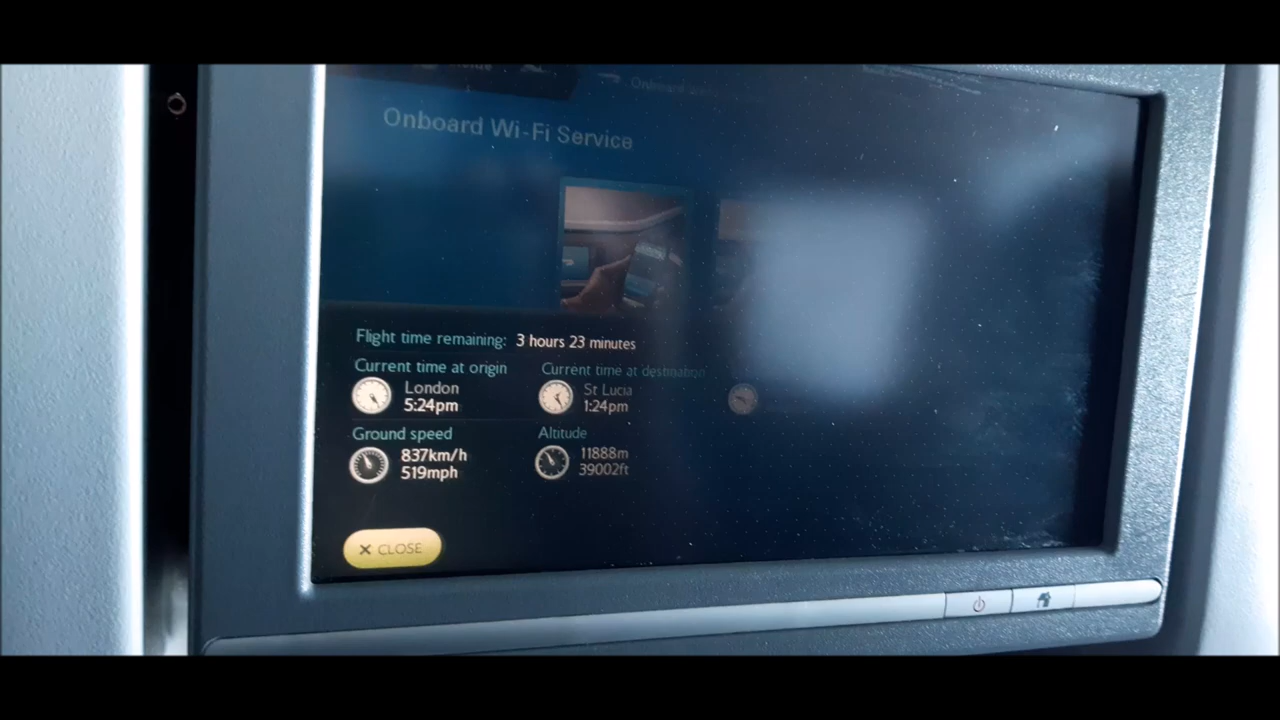 Onboard Wi-Fi Service
Flight time remaining: 3 hours 23 minutes
Current time at origin
London
5:24pm
Current time at destination
St Lucia
1:24pm
Ground speed
837km/h
519mph
Altitude
11888m
39002ft
X CLOSE